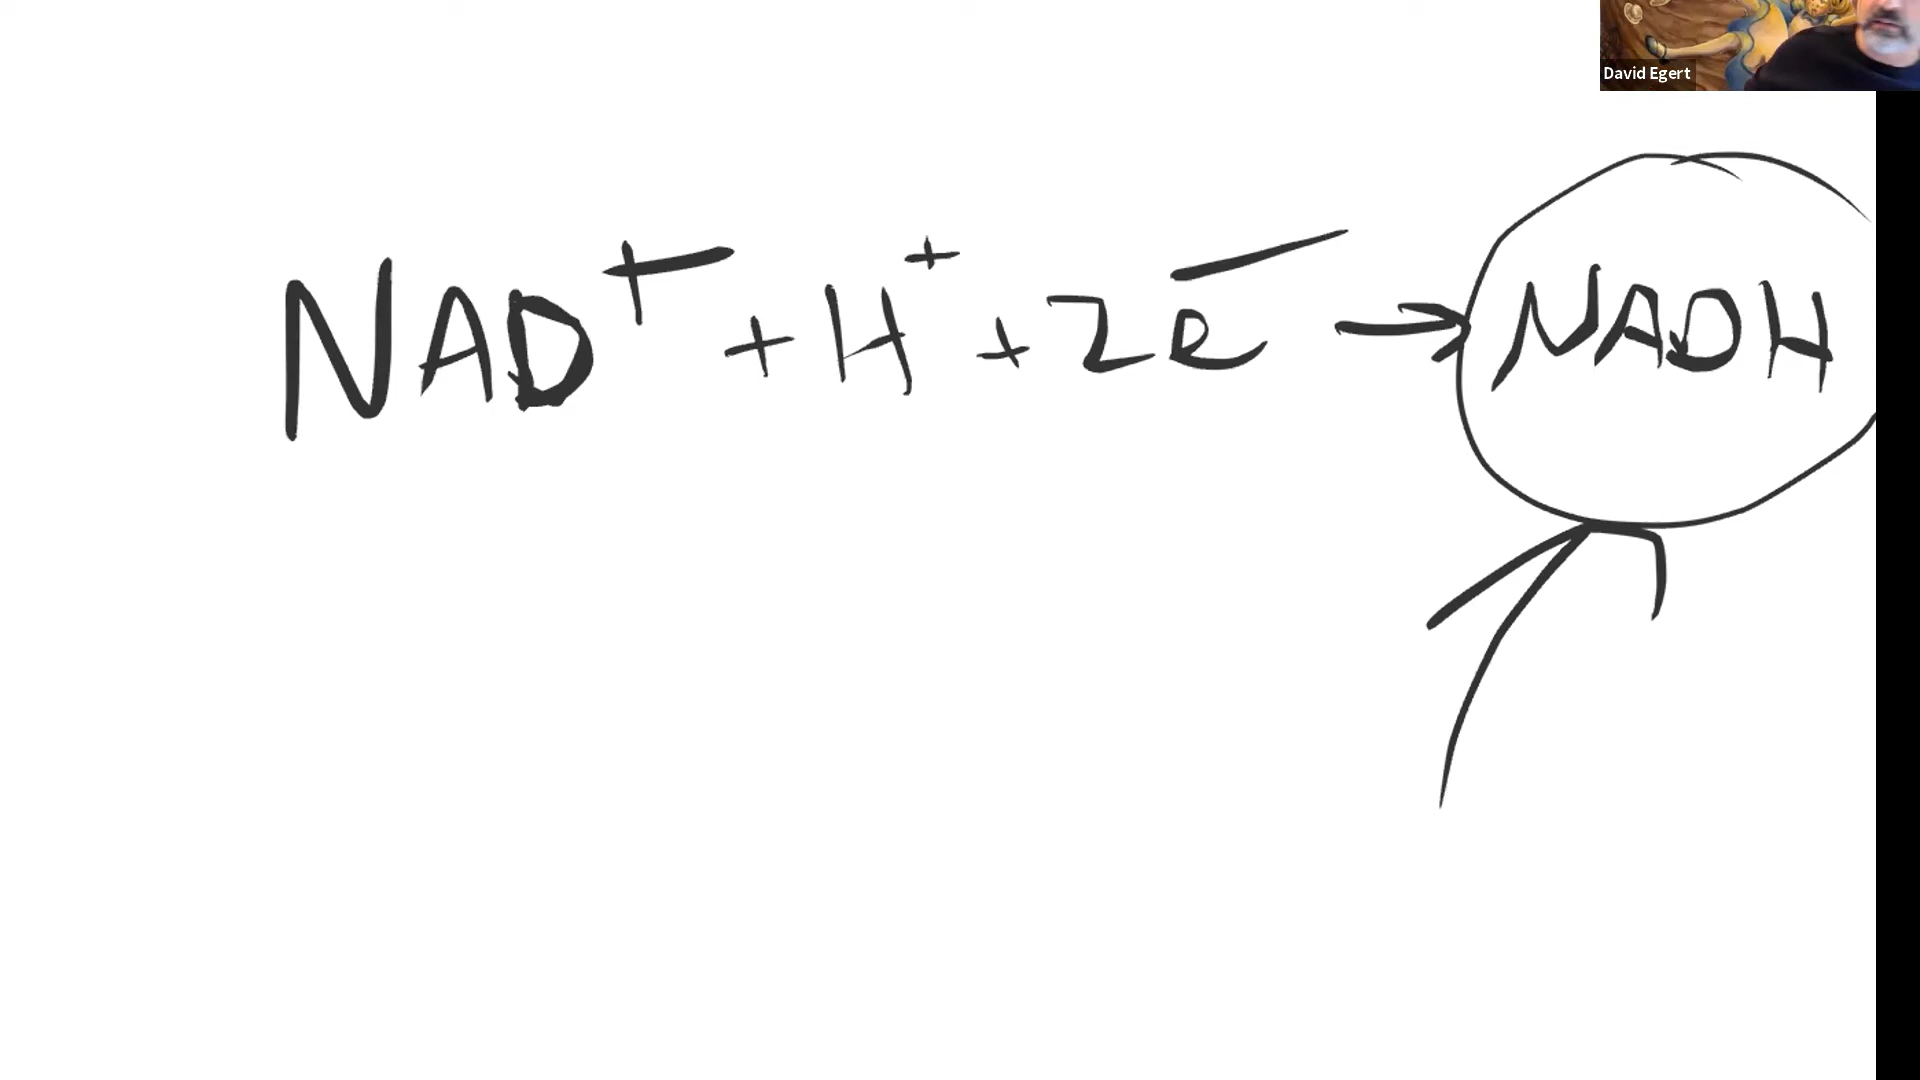 David Egert
NAD⁺ + H⁺ + 2e⁻ → NADH